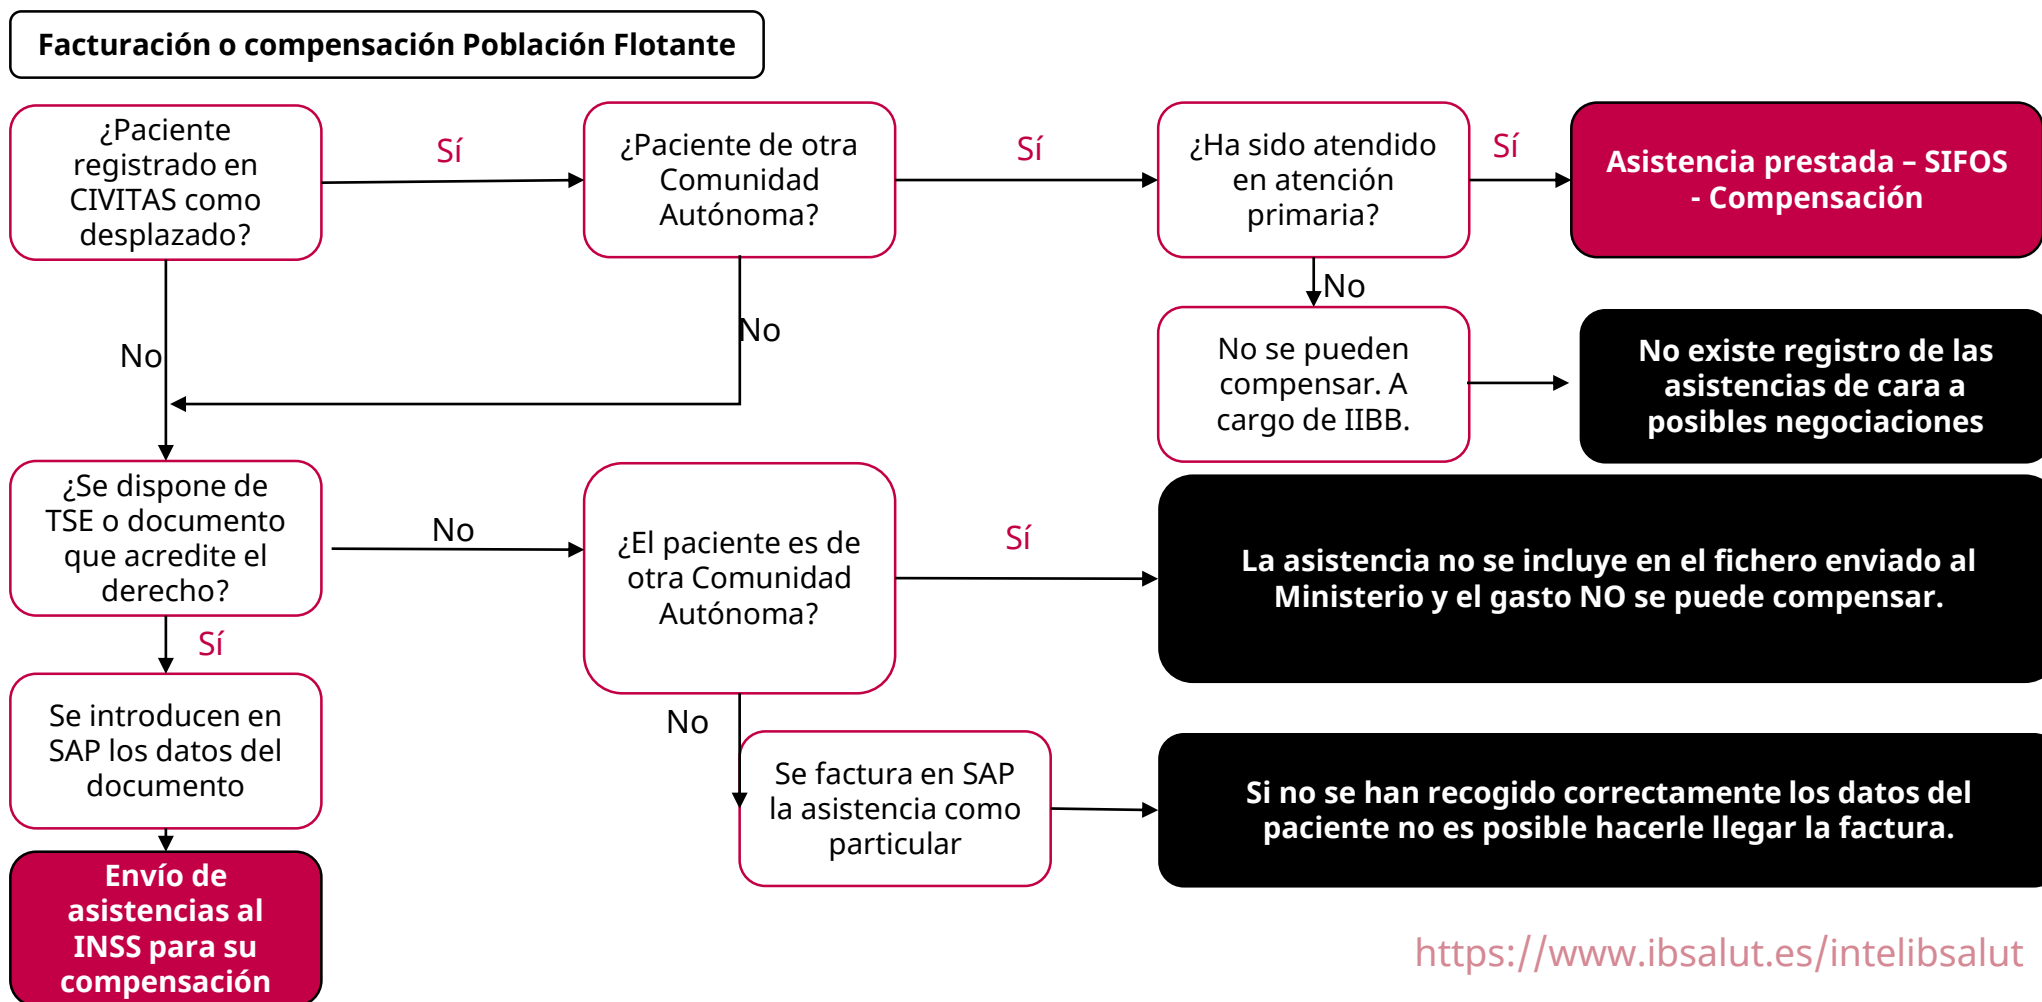 Facturación o compensación Población Flotante
¿Paciente
registrado en
CIVITAS como
desplazado?
Sí
¿Paciente de otra
Comunidad
Autónoma?
Sí
¿Ha sido atendido
en atención
primaria?
Sí
Asistencia prestada – SIFOS
- Compensación
No
No
No
No se pueden
compensar. A
cargo de IIBB.
No existe registro de las
asistencias de cara a
posibles negociaciones
¿Se dispone de
TSE o documento
que acredite el
derecho?
No
¿El paciente es de
otra Comunidad
Autónoma?
Sí
La asistencia no se incluye en el fichero enviado al
Ministerio y el gasto NO se puede compensar.
Sí
Se introducen en
SAP los datos del
documento
No
Se factura en SAP
la asistencia como
particular
Si no se han recogido correctamente los datos del
paciente no es posible hacerle llegar la factura.
Envío de
asistencias al
INSS para su
compensación
https://www.ibsalut.es/intelibsalut